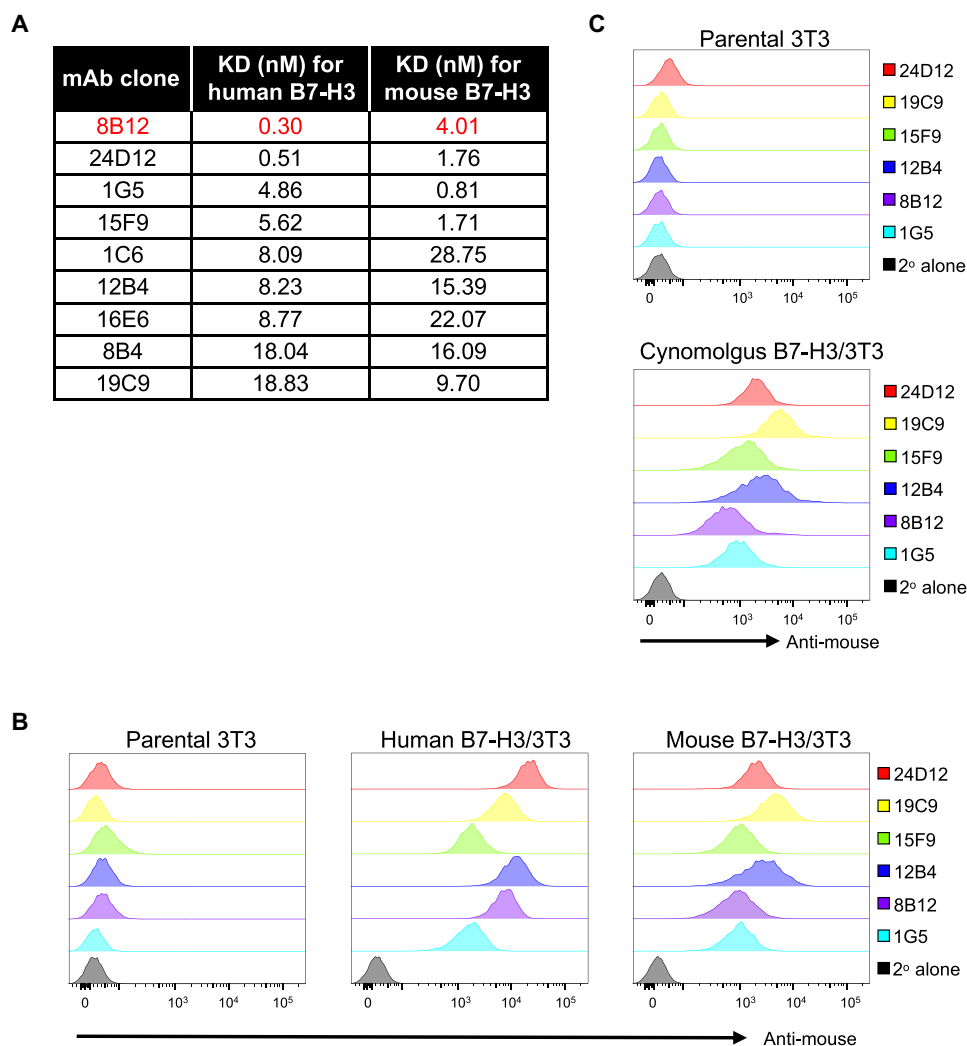 A
mAb clone KD (nM) for human B7-H3 KD (nM) for mouse B7-H3
8B12 0.30 4.01
24D12 0.51 1.76
1G5 4.86 0.81
15F9 5.62 1.71
1C6 8.09 28.75
12B4 8.23 15.39
16E6 8.77 22.07
8B4 18.04 16.09
19C9 18.83 9.70
C
Parental 3T3
24D12
19C9
15F9
12B4
8B12
1G5
2º alone
0 10³ 10⁴ 10⁵
Cynomolgus B7-H3/3T3
24D12
19C9
15F9
12B4
8B12
1G5
2º alone
0 10³ 10⁴ 10⁵
Anti-mouse
B
Parental 3T3 Human B7-H3/3T3 Mouse B7-H3/3T3
24D12
19C9
15F9
12B4
8B12
1G5
2º alone
0 10³ 10⁴ 10⁵ 0 10³ 10⁴ 10⁵ 0 10³ 10⁴ 10⁵
Anti-mouse